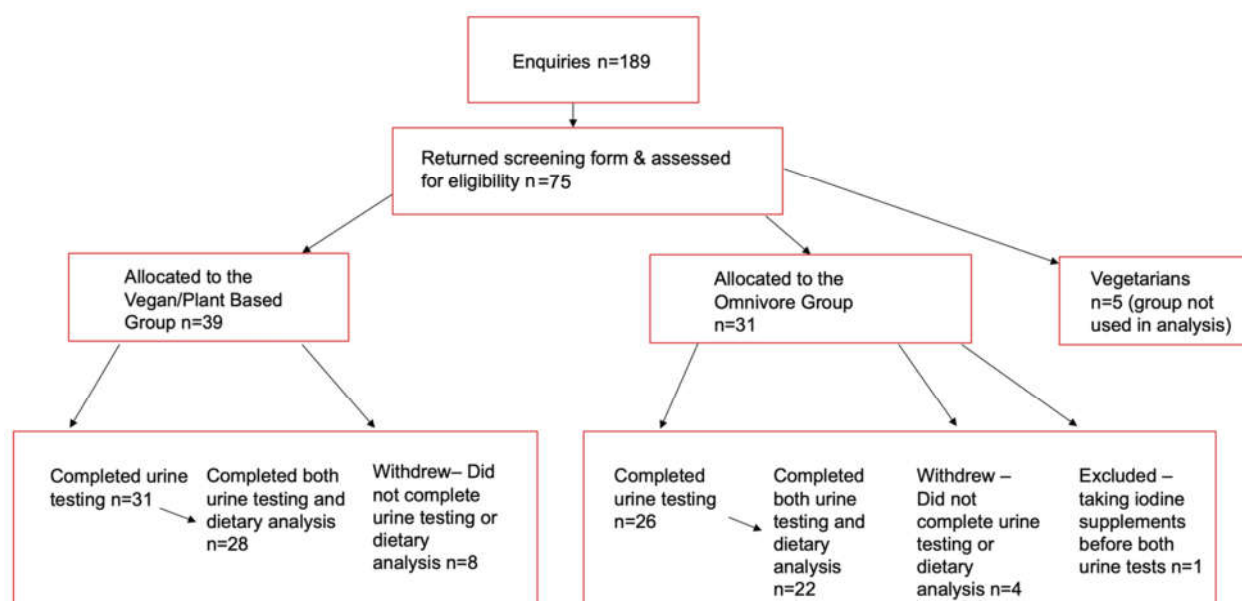 Enquiries n=189
Returned screening form & assessed
for eligibility n=75
Allocated to the
Vegan/Plant Based
Group n=39
Allocated to the
Omnivore Group
n=31
Vegetarians
n=5 (group not
used in analysis)
Completed urine
testing n=31
Completed both
urine testing and
dietary analysis
n=28
Withdrew– Did
not complete
urine testing or
dietary
analysis n=8
Completed
urine testing
n=26
Completed
both urine
testing and
dietary
analysis
n=22
Withdrew –
Did not
complete urine
testing or
dietary
analysis n=4
Excluded –
taking iodine
supplements
before both
urine tests n=1